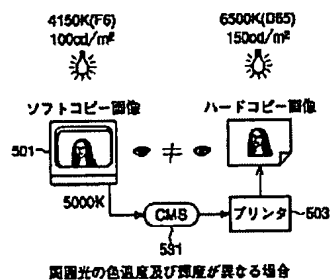 4150K(F6)
100cd/m²
6500K(D65)
150cd/m²
ソフトコピー画像
ハードコピー画像
501
≠
5000K
CMS
プリンタ
503
531
周囲光の色温度及び輝度が異なる場合